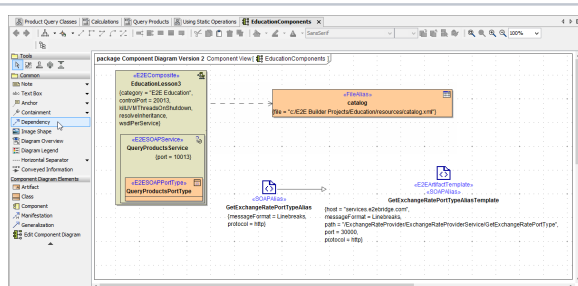 Product Query Classes
Calculations
Query Products
Using Static Operations
EducationComponents
SansSerif
100%
Tools
Common
Note
Text Box
Anchor
Containment
Dependency
Image Shape
Diagram Overview
Diagram Legend
Horizontal Separator
Conveyed Information
Component Diagram Elements
Artifact
Class
Component
Manifestation
Generalization
Edit Component Diagram
package Component Diagram Version 2 Component View[ EducationComponents ]
«E2EComposite»
EducationLesson3
{category = "E2E Education",
controlPort = 20013,
killJVMThreadsOnShutdown,
resolveInheritance,
wsdlPerService}
«E2ESOAPService»
QueryProductsService
{port = 10013}
«E2ESOAPPortType»
QueryProductsPortType
«FileAlias»
catalog
{file = "c:/E2E Builder Projects/Education/resources/catalog.xml"}
«SOAPAlias»
GetExchangeRatePortTypeAlias
{messageFormat = Linebreaks,
protocol = http}
«E2EArtifactTemplate»
«SOAPAlias»
GetExchangeRatePortTypeAliasTemplate
{host = "services.e2ebridge.com",
messageFormat = Linebreaks,
path = "/ExchangeRateProvider/ExchangeRateProviderService/GetExchangeRatePortType",
port = 30000,
protocol = http}